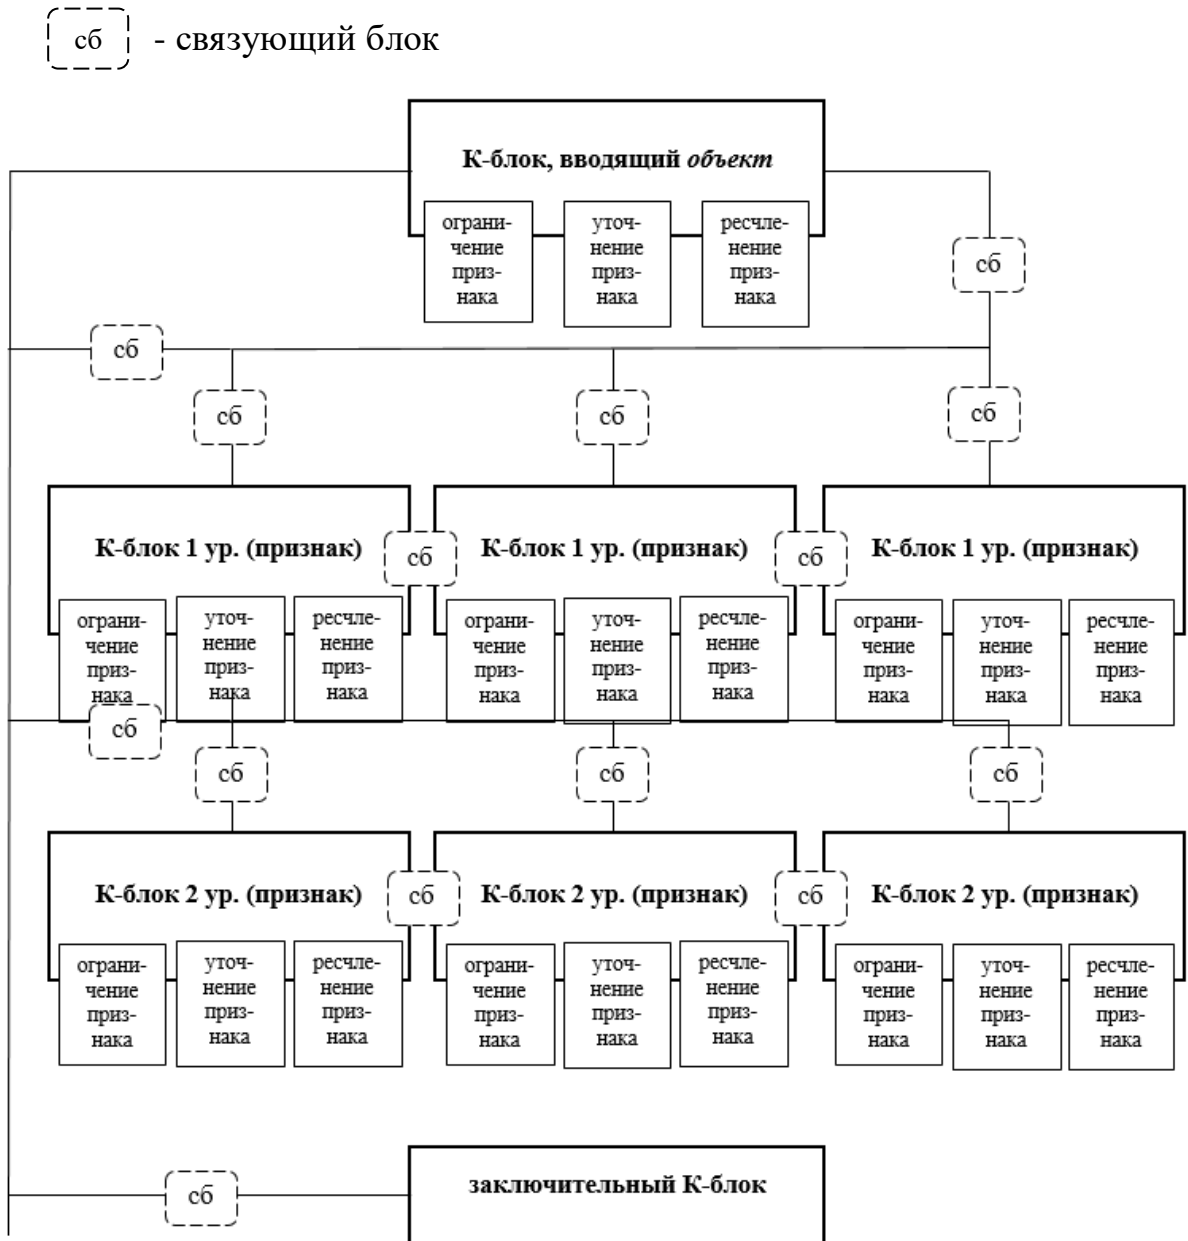 сб - связующий блок
К-блок, вводящий объект
ограни-
чение
приз-
нака
уточ-
нение
приз-
нака
ресчле-
нение
приз-
нака
сб
сб
сб
сб
сб
К-блок 1 ур. (признак)
ограни-
чение
приз-
нака
уточ-
нение
приз-
нака
ресчле-
нение
приз-
нака
сб
К-блок 1 ур. (признак)
ограни-
чение
приз-
нака
уточ-
нение
приз-
нака
ресчле-
нение
приз-
нака
сб
К-блок 1 ур. (признак)
ограни-
чение
приз-
нака
уточ-
нение
приз-
нака
ресчле-
нение
приз-
нака
сб
сб
сб
сб
К-блок 2 ур. (признак)
ограни-
чение
приз-
нака
уточ-
нение
приз-
нака
ресчле-
нение
приз-
нака
сб
К-блок 2 ур. (признак)
ограни-
чение
приз-
нака
уточ-
нение
приз-
нака
ресчле-
нение
приз-
нака
сб
К-блок 2 ур. (признак)
ограни-
чение
приз-
нака
уточ-
нение
приз-
нака
ресчле-
нение
приз-
нака
сб
заключительный К-блок